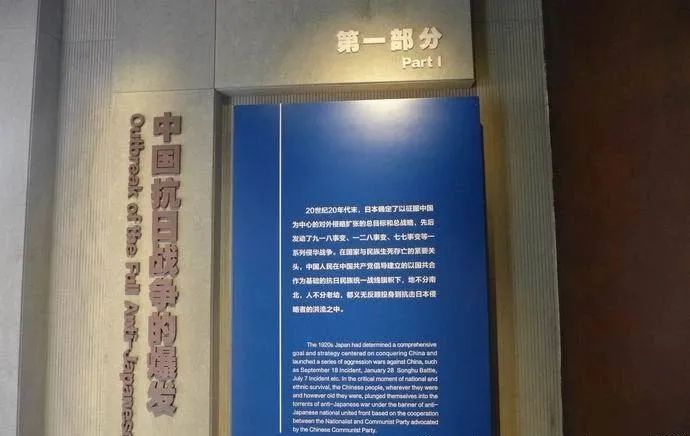 第一部分
Part I
中国抗日战争的爆发
Outbreak of the Full Anti-Japanese
20世纪20年代末，日本确定了以征服中国
为中心的对外侵略扩张的总目标和总战略，先后
发动了九一八事变、一二八事变、七七事变等一
系列侵华战争。在国家与民族生死存亡的紧要关
头，中国人民在中国共产党倡导建立的以国共合
作为基础的抗日民族统一战线旗帜下，地不分南
北，人不分老幼，都义无反顾投身到抗击日本侵
略者的洪流之中。
The 1920s Japan had determined a comprehensive
goal and strategy centered on conquering China and
launched a series of aggression wars against China, such
as September 18 Incident, January 28 Songhu Battle,
July 7 Incident etc. In the critical moment of national and
ethnic survival, the Chinese people, wherever they were
and however old they were, plunged themselves into the
torrents of anti-Japanese war under the banner of anti-
Japanese national united front based on the cooperation
between the Nationalist and Communist Party advocated
by the Chinese Communist Party.